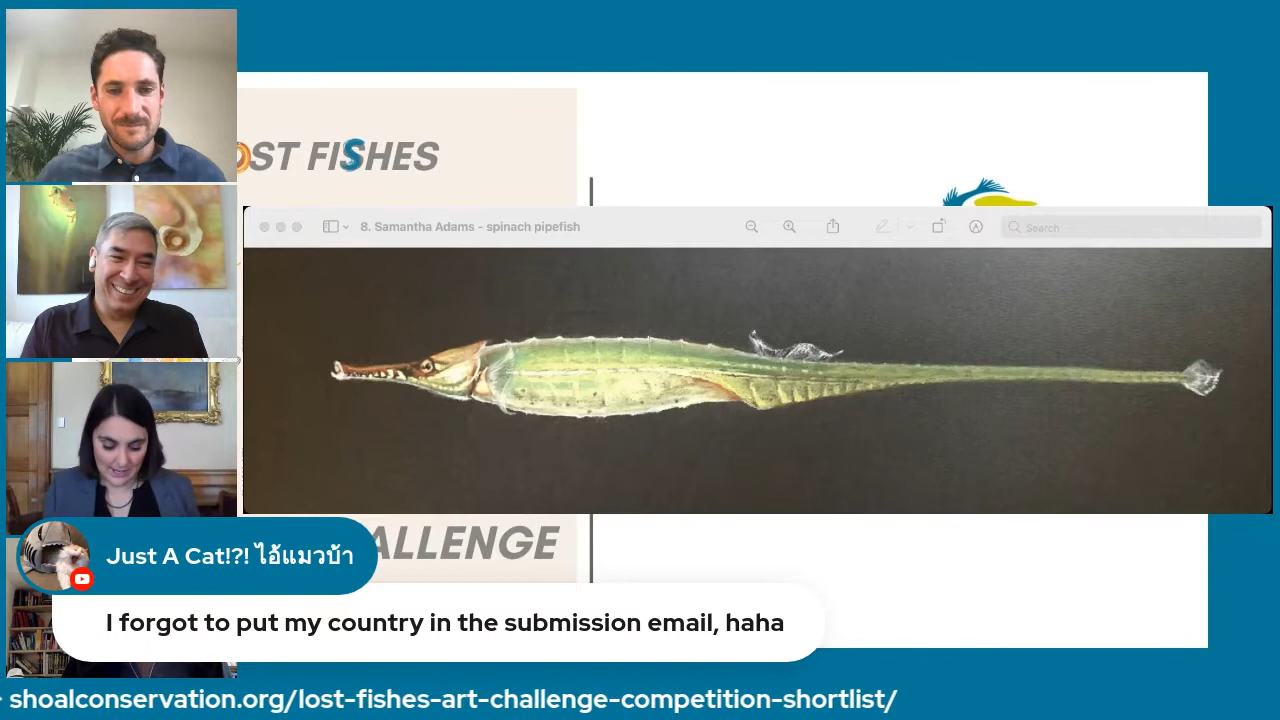 OST FISHES
8. Samantha Adams - spinach pipefish
Search
ALLENGE
Just A Cat!?! ไอ้แมวบ้า
I forgot to put my country in the submission email, haha
shoalconservation.org/lost-fishes-art-challenge-competition-shortlist/